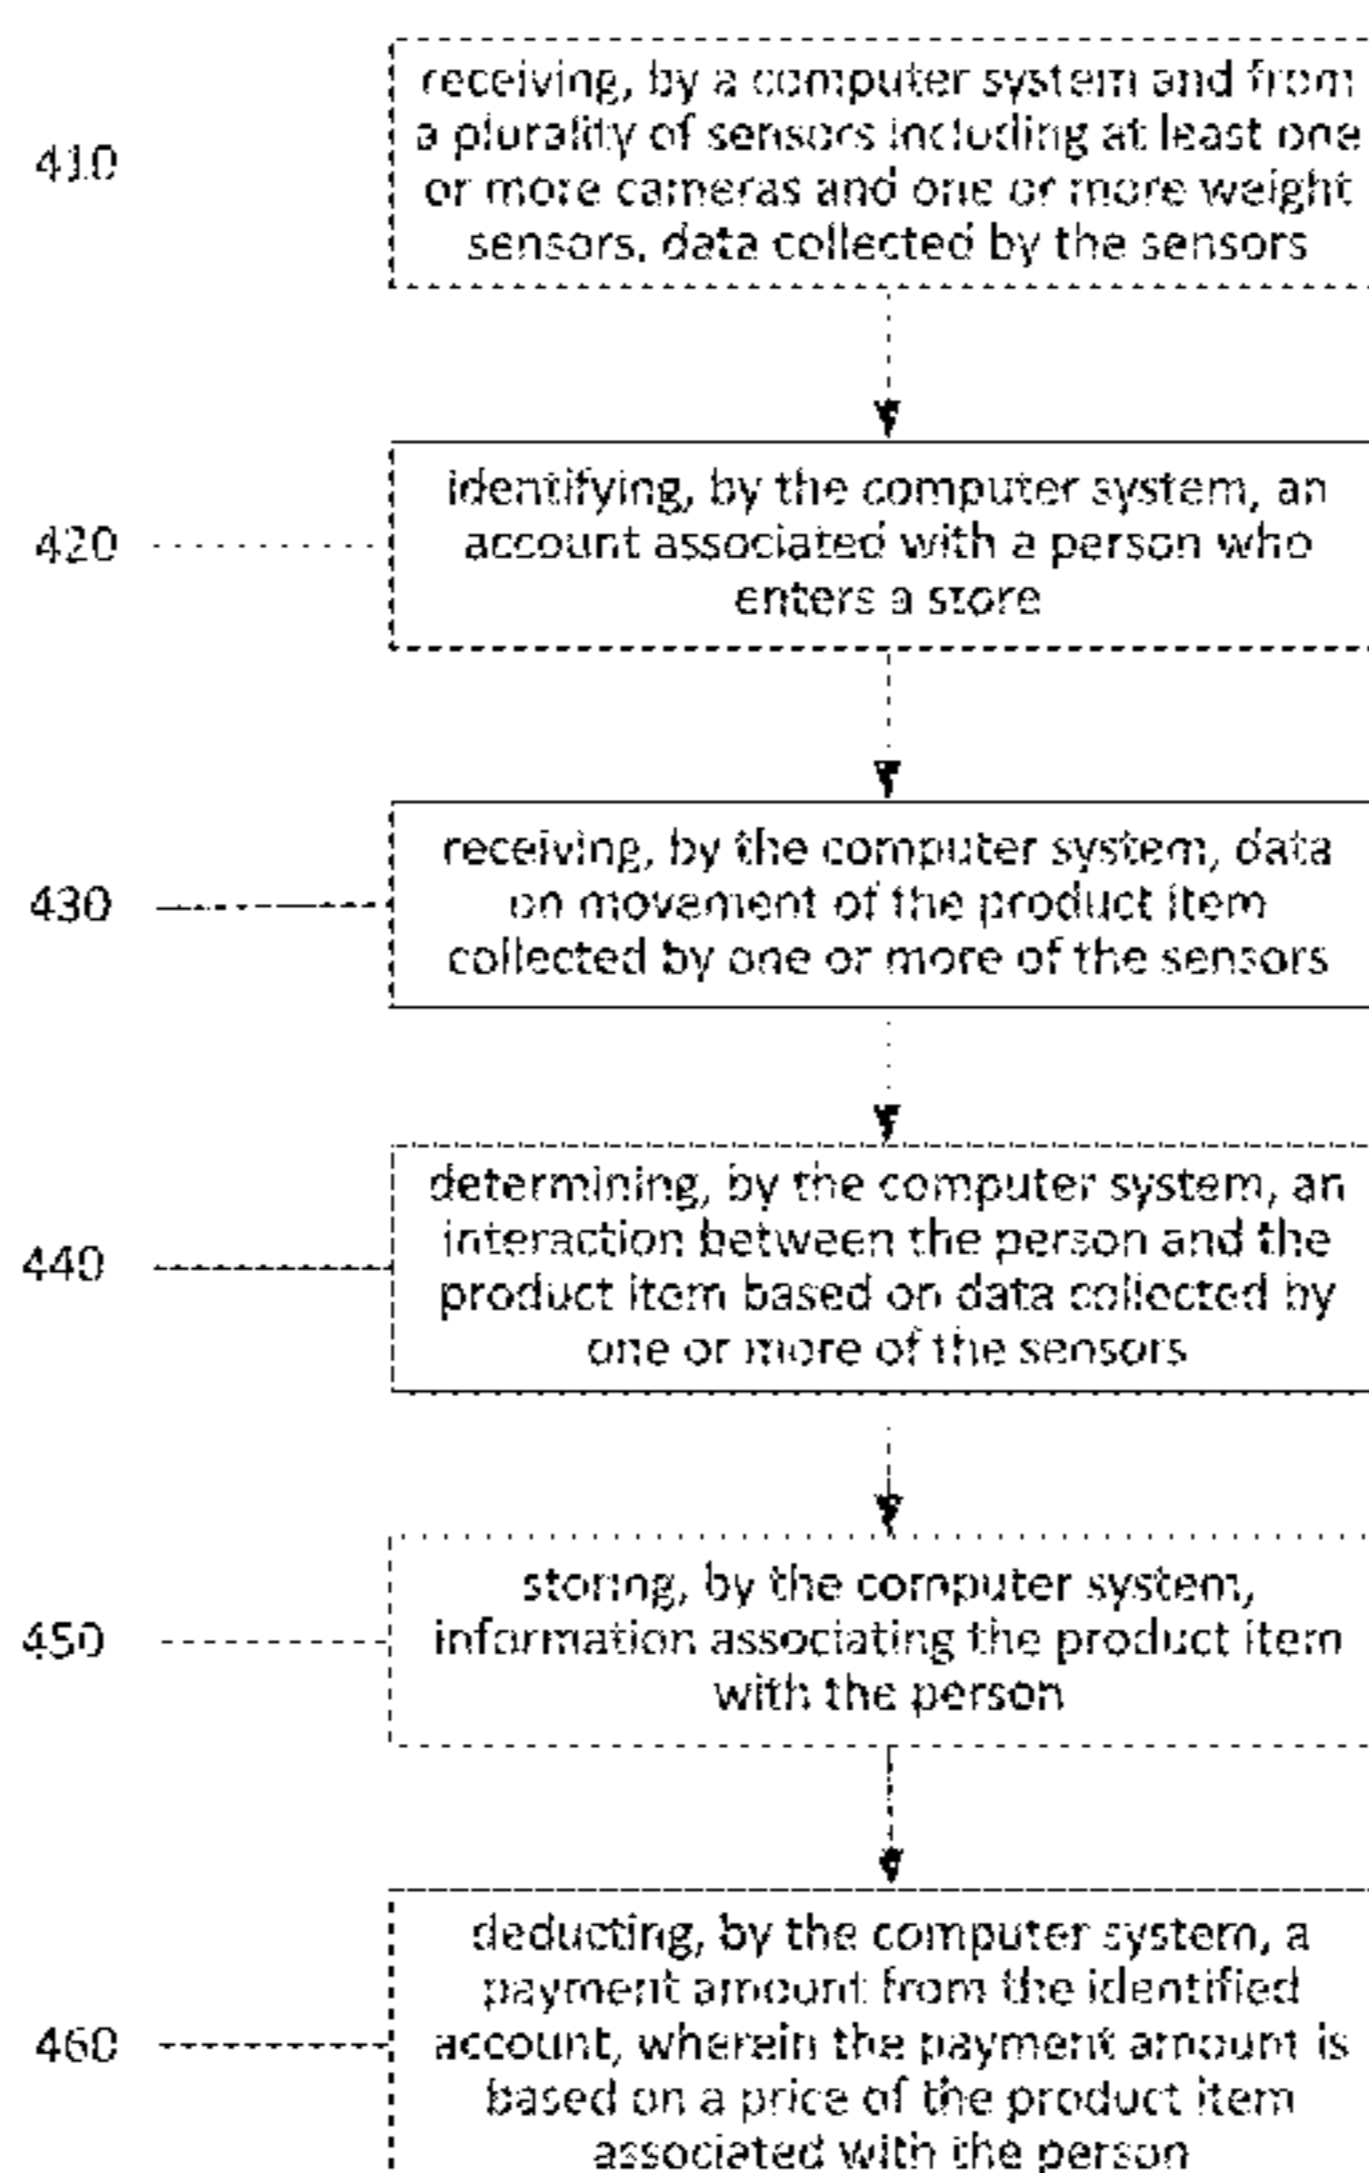 410
receiving, by a computer system and from
a plurality of sensors including at least one
or more cameras and one or more weight
sensors, data collected by the sensors
420
identifying, by the computer system, an
account associated with a person who
enters a store
430
receiving, by the computer system, data
on movement of the product item
collected by one or more of the sensors
440
determining, by the computer system, an
interaction between the person and the
product item based on data collected by
one or more of the sensors
450
storing, by the computer system,
information associating the product item
with the person
460
deducting, by the computer system, a
payment amount from the identified
account, wherein the payment amount is
based on a price of the product item
associated with the person